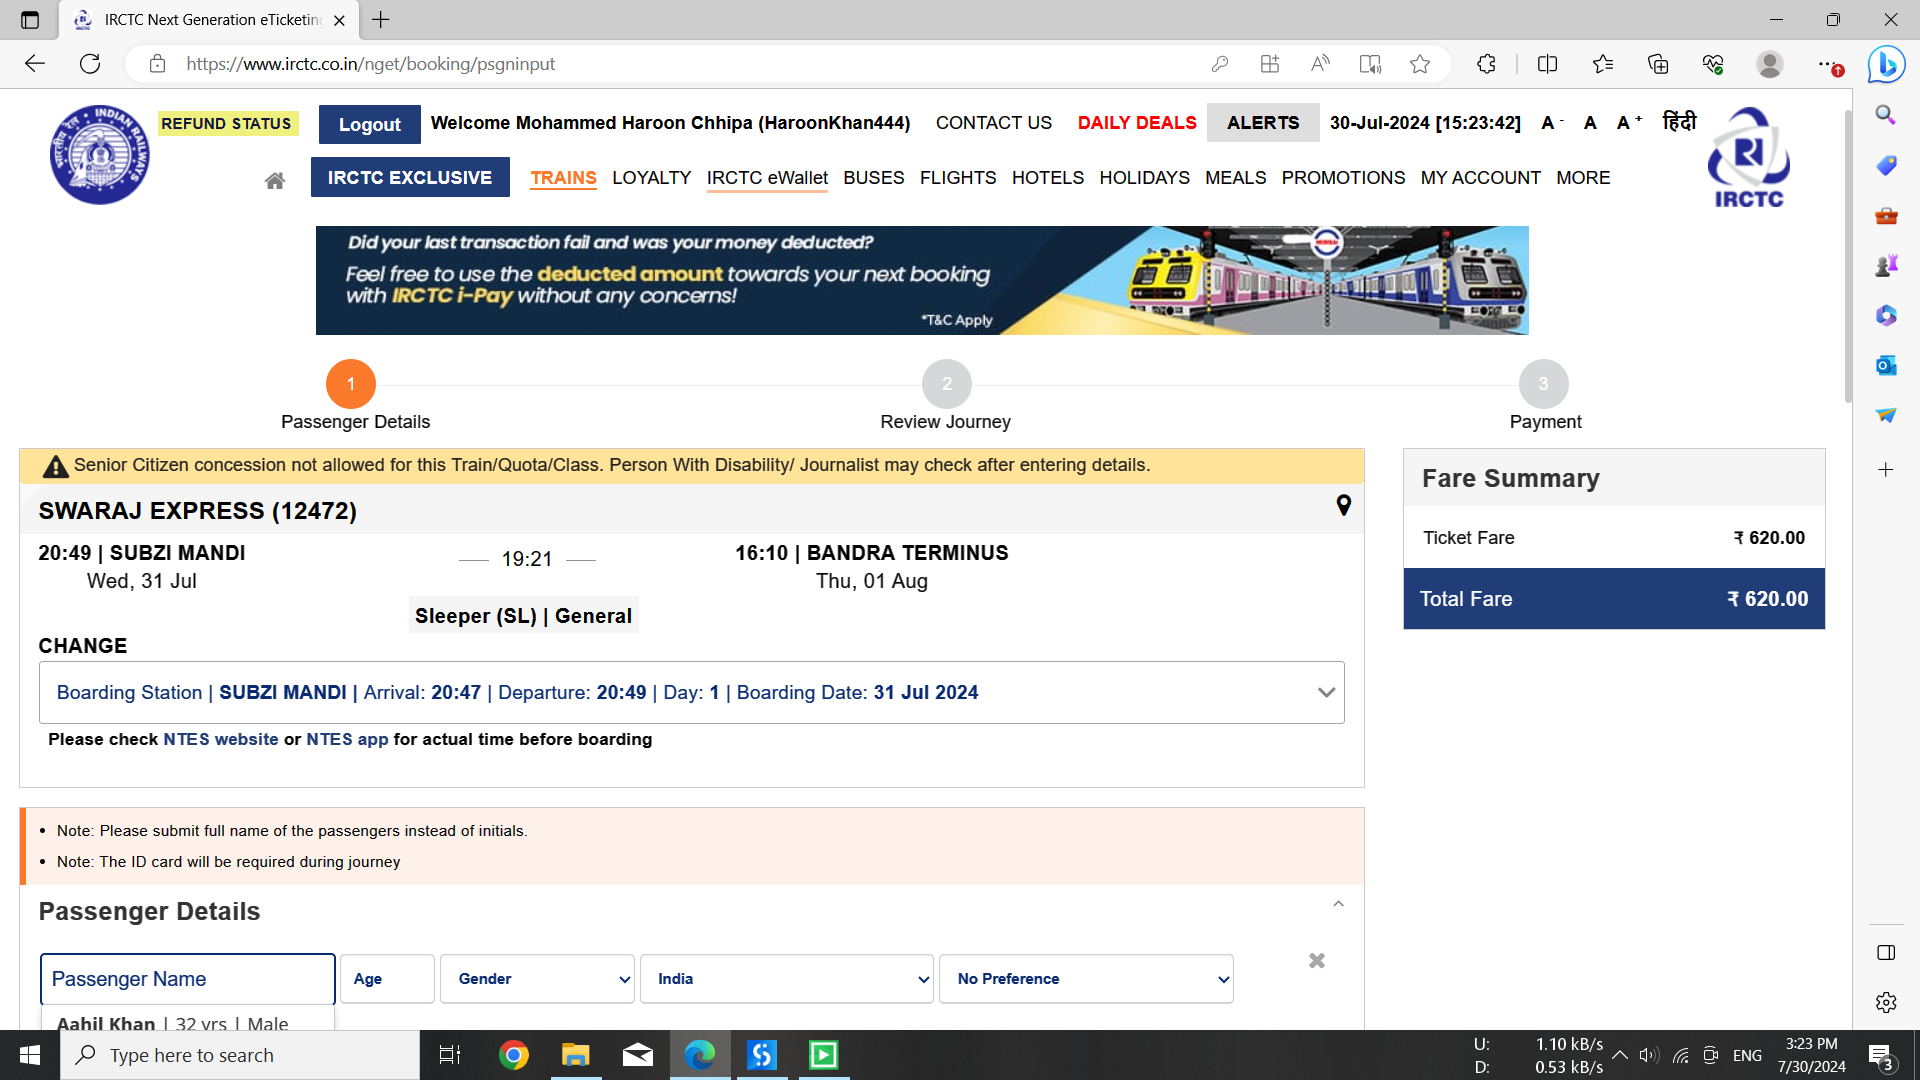 IRCTC Next Generation eTicketing
https://www.irctc.co.in/nget/booking/psgninput
INDIAN RAILWAYS
भारतीय रेल
REFUND STATUS
Logout
Welcome Mohammed Haroon Chhipa (HaroonKhan444)
CONTACT US
DAILY DEALS
ALERTS
30-Jul-2024 [15:23:42]
A -
A
A +
हिंदी
IRCTC
IRCTC EXCLUSIVE
TRAINS
LOYALTY
IRCTC eWallet
BUSES
FLIGHTS
HOTELS
HOLIDAYS
MEALS
PROMOTIONS
MY ACCOUNT
MORE
Did your last transaction fail and was your money deducted?
Feel free to use the deducted amount towards your next booking
with IRCTC i-Pay without any concerns!
*T&C Apply
MUMBAI
1
Passenger Details
2
Review Journey
3
Payment
Senior Citizen concession not allowed for this Train/Quota/Class. Person With Disability/ Journalist may check after entering details.
SWARAJ EXPRESS (12472)
20:49 | SUBZI MANDI
Wed, 31 Jul
19:21
16:10 | BANDRA TERMINUS
Thu, 01 Aug
Sleeper (SL) | General
CHANGE
Boarding Station | SUBZI MANDI | Arrival: 20:47 | Departure: 20:49 | Day: 1 | Boarding Date: 31 Jul 2024
Please check NTES website or NTES app for actual time before boarding
Fare Summary
Ticket Fare ₹ 620.00
Total Fare ₹ 620.00
• Note: Please submit full name of the passengers instead of initials.
• Note: The ID card will be required during journey
Passenger Details
Passenger Name
Age
Gender
India
No Preference
Aahil Khan | 32 yrs | Male
Type here to search
U: 1.10 kB/s
D: 0.53 kB/s
ENG
3:23 PM
7/30/2024
3